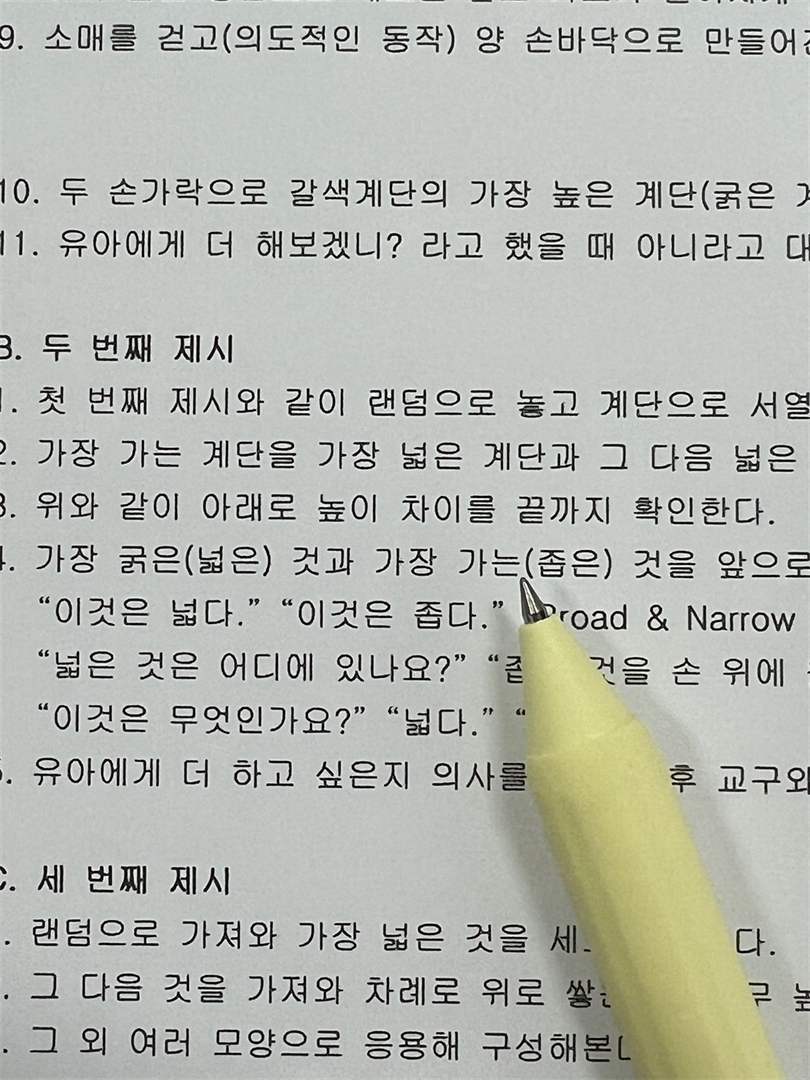 9. 소매를 걷고(의도적인 동작) 양 손바닥으로 만들어
10. 두 손가락으로 갈색계단의 가장 높은 계단(굵은
11. 유아에게 더 해보겠니? 라고 했을 때 아니라고 대
B. 두 번째 제시
1. 첫 번째 제시와 같이 랜덤으로 놓고 계단으로 서열
2. 가장 가는 계단을 가장 넓은 계단과 그 다음 넓은
3. 위와 같이 아래로 높이 차이를 끝까지 확인한다.
4. 가장 굵은(넓은) 것과 가장 가는(좁은) 것을 앞으로
“이것은 넓다.” “이것은 좁다.” Broad & Narrow
“넓은 것은 어디에 있나요?” “ 것을 손 위에
“이것은 무엇인가요?” “넓다.” “
5. 유아에게 더 하고 싶은지 의사를 후 교구와
C. 세 번째 제시
. 랜덤으로 가져와 가장 넓은 것을 세 다.
. 그 다음 것을 가져와 차례로 위로
. 그 외 여러 모양으로 응용해 구성해본